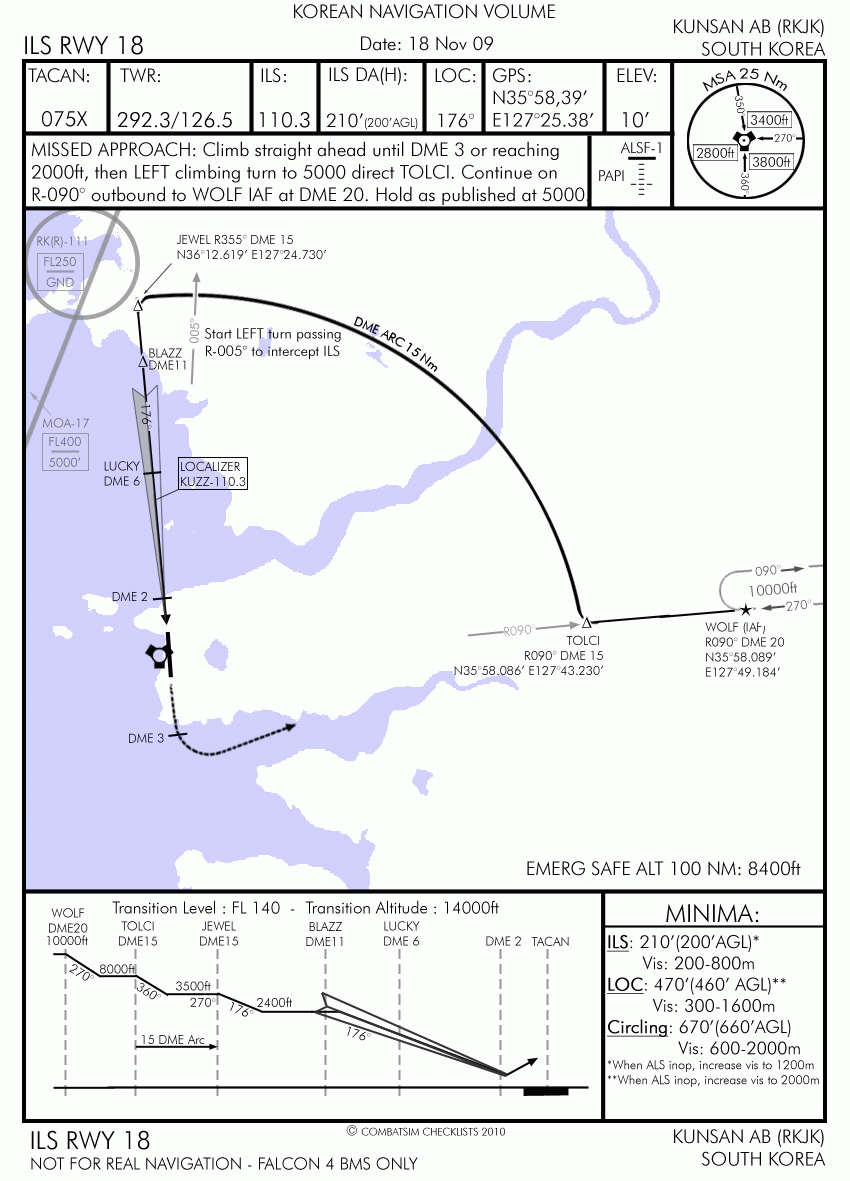 KOREAN NAVIGATION VOLUME
ILS RWY 18
Date: 18 Nov 09
KUNSAN AB (RKJK)
SOUTH KOREA
TACAN:
075X
TWR:
292.3/126.5
ILS:
110.3
ILS DA(H):
210'(200'AGL)
LOC:
176°
GPS:
N35°58,39'
E127°25.38'
ELEV:
10'
MSA 25 Nm
350°
3400ft
270°
2800ft
3800ft
360°
MISSED APPROACH: Climb straight ahead until DME 3 or reaching
2000ft, then LEFT climbing turn to 5000 direct TOLCI. Continue on
R-090° outbound to WOLF IAF at DME 20. Hold as published at 5000
ALSF-1
PAPI
RK(R)-111
FL250
GND
JEWEL R355° DME 15
N36°12.619' E127°24.730'
005°
Start LEFT turn passing
R-005° to intercept ILS
DME ARC 15 Nm
BLAZZ
DME11
176°
MOA-17
FL400
5000'
LUCKY
DME 6
LOCALIZER
KUZZ-110.3
DME 2
090°
10000ft
270°
R090°
TOLCI
R090° DME 15
N35°58.086' E127°43.230'
WOLF (IAF)
R090° DME 20
N35°58.089'
E127°49.184'
DME 3
EMERG SAFE ALT 100 NM: 8400ft
Transition Level : FL 140 - Transition Altitude : 14000ft
WOLF
DME20
10000ft
TOLCI
DME15
JEWEL
DME15
BLAZZ
DME11
LUCKY
DME 6
DME 2
TACAN
270°
8000ft
360°
3500ft
270°
176°
2400ft
176°
15 DME Arc
MINIMA:
ILS: 210'(200'AGL)*
Vis: 200-800m
LOC: 470'(460' AGL)**
Vis: 300-1600m
Circling: 670'(660'AGL)
Vis: 600-2000m
*When ALS inop, increase vis to 1200m
**When ALS inop, increase vis to 2000m
ILS RWY 18
NOT FOR REAL NAVIGATION - FALCON 4 BMS ONLY
© COMBATSIM CHECKLISTS 2010
KUNSAN AB (RKJK)
SOUTH KOREA